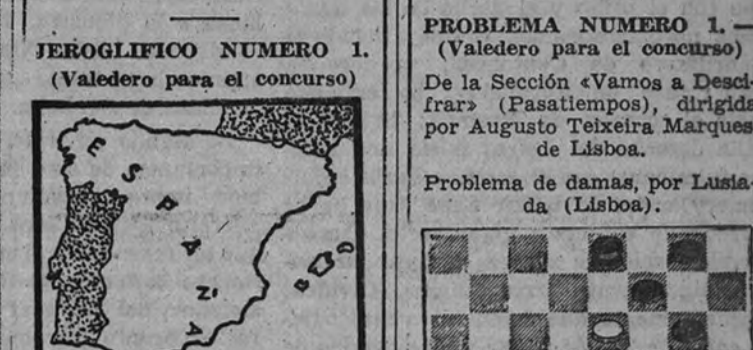 JEROGLIFICO NUMERO 1.
(Valedero para el concurso)
ESPAÑA
PROBLEMA NUMERO 1. —
(Valedero para el concurso)
De la Sección «Vamos a Desci-
frar» (Pasatiempos), dirigida
por Augusto Teixeira Marques
de Lisboa.
Problema de damas, por Lusia-
da (Lisboa).